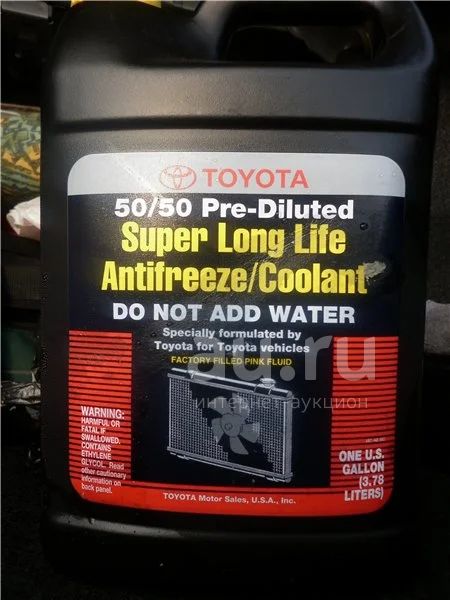 TOYOTA
50/50 Pre-Diluted
Super Long Life
Antifreeze/Coolant
DO NOT ADD WATER
Specially formulated by
Toyota for Toyota vehicles
FACTORY FILLED PINK FLUID
au.ru
интернет-аукцион
WARNING:
HARMFUL OR
FATAL IF
SWALLOWED.
CONTAINS
ETHYLENE
GLYCOL. Read
other cautionary
information on
back panel.
ONE U.S.
GALLON
(3.78
LITERS)
TOYOTA Motor Sales, U.S.A., Inc.